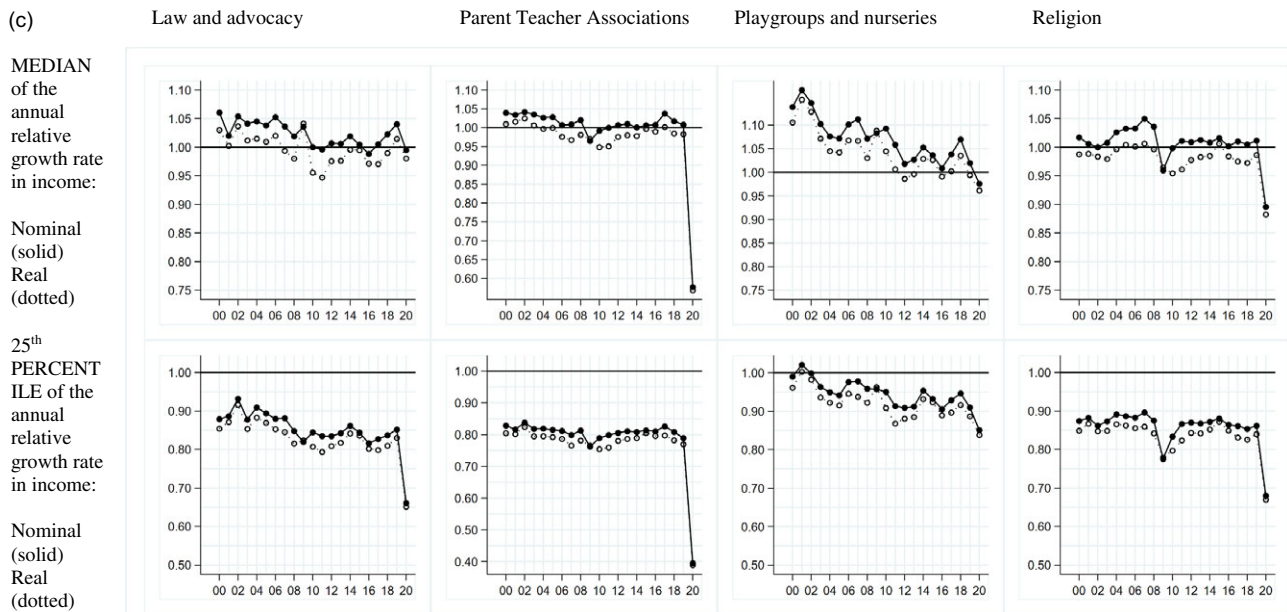 (c)
Law and advocacy
Parent Teacher Associations
Playgroups and nurseries
Religion
MEDIAN
of the
annual
relative
growth rate
in income:
Nominal
(solid)
Real
(dotted)
1.10
1.05
1.00
0.95
0.90
0.85
0.80
0.75
00 02 04 06 08 10 12 14 16 18 20
1.10
1.05
1.00
0.95
0.90
0.85
0.80
0.75
0.70
0.65
0.60
00 02 04 06 08 10 12 14 16 18 20
1.10
1.05
1.00
0.95
0.90
0.85
0.80
0.75
00 02 04 06 08 10 12 14 16 18 20
1.10
1.05
1.00
0.95
0.90
0.85
0.80
0.75
00 02 04 06 08 10 12 14 16 18 20
25th
PERCENT
ILE of the
annual
relative
growth rate
in income:
Nominal
(solid)
Real
(dotted)
1.00
0.90
0.80
0.70
0.60
0.50
00 02 04 06 08 10 12 14 16 18 20
1.00
0.90
0.80
0.70
0.60
0.50
0.40
00 02 04 06 08 10 12 14 16 18 20
1.00
0.90
0.80
0.70
0.60
0.50
00 02 04 06 08 10 12 14 16 18 20
1.00
0.90
0.80
0.70
0.60
0.50
00 02 04 06 08 10 12 14 16 18 20